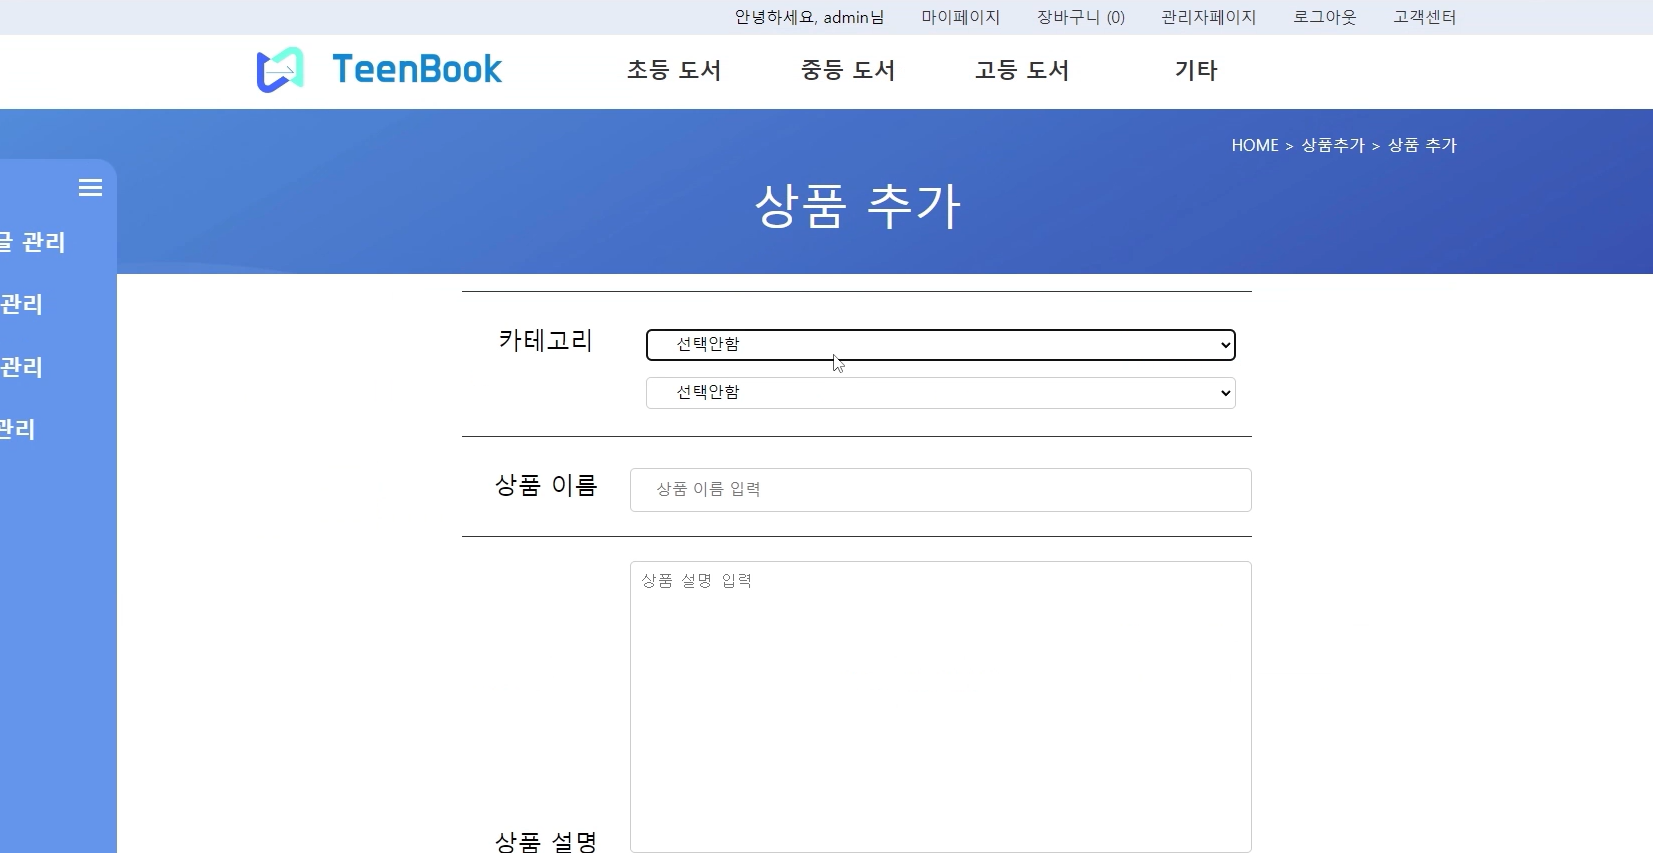 안녕하세요, admin님 마이페이지 장바구니 (0) 관리자페이지 로그아웃 고객센터
TeenBook 초등 도서 중등 도서 고등 도서 기타
HOME > 상품추가 > 상품 추가
상품 추가
글 관리
관리
관리
관리
카테고리 선택안함
선택안함
상품 이름 상품 이름 입력
상품 설명 입력
상품 설명